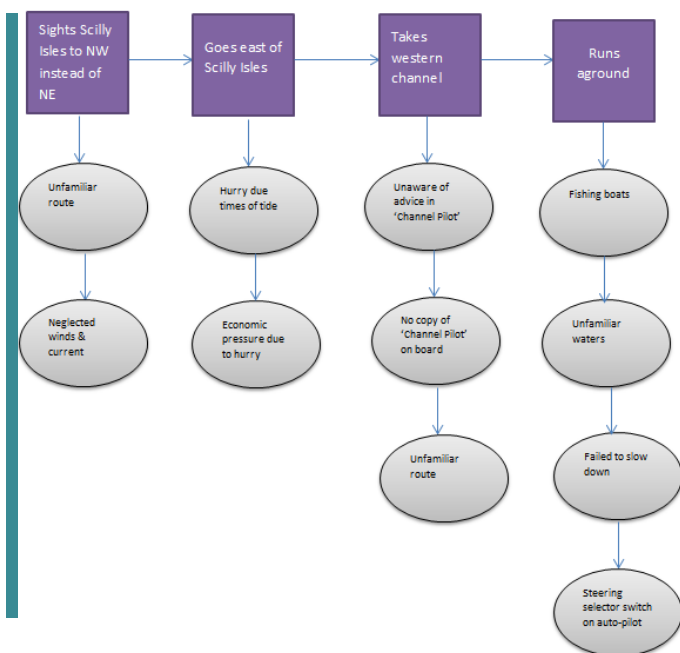 Sights Scilly
Isles to NW
instead of
NE
Goes east of
Scilly Isles
Takes
western
channel
Runs
aground
Unfamiliar
route
Hurry due
times of tide
Unaware of
advice in
‘Channel Pilot’
Fishing boats
Neglected
winds &
current
Economic
pressure due
to hurry
No copy of
‘Channel Pilot’
on board
Unfamiliar
waters
Unfamiliar
route
Failed to slow
down
Steering
selector switch
on auto-pilot